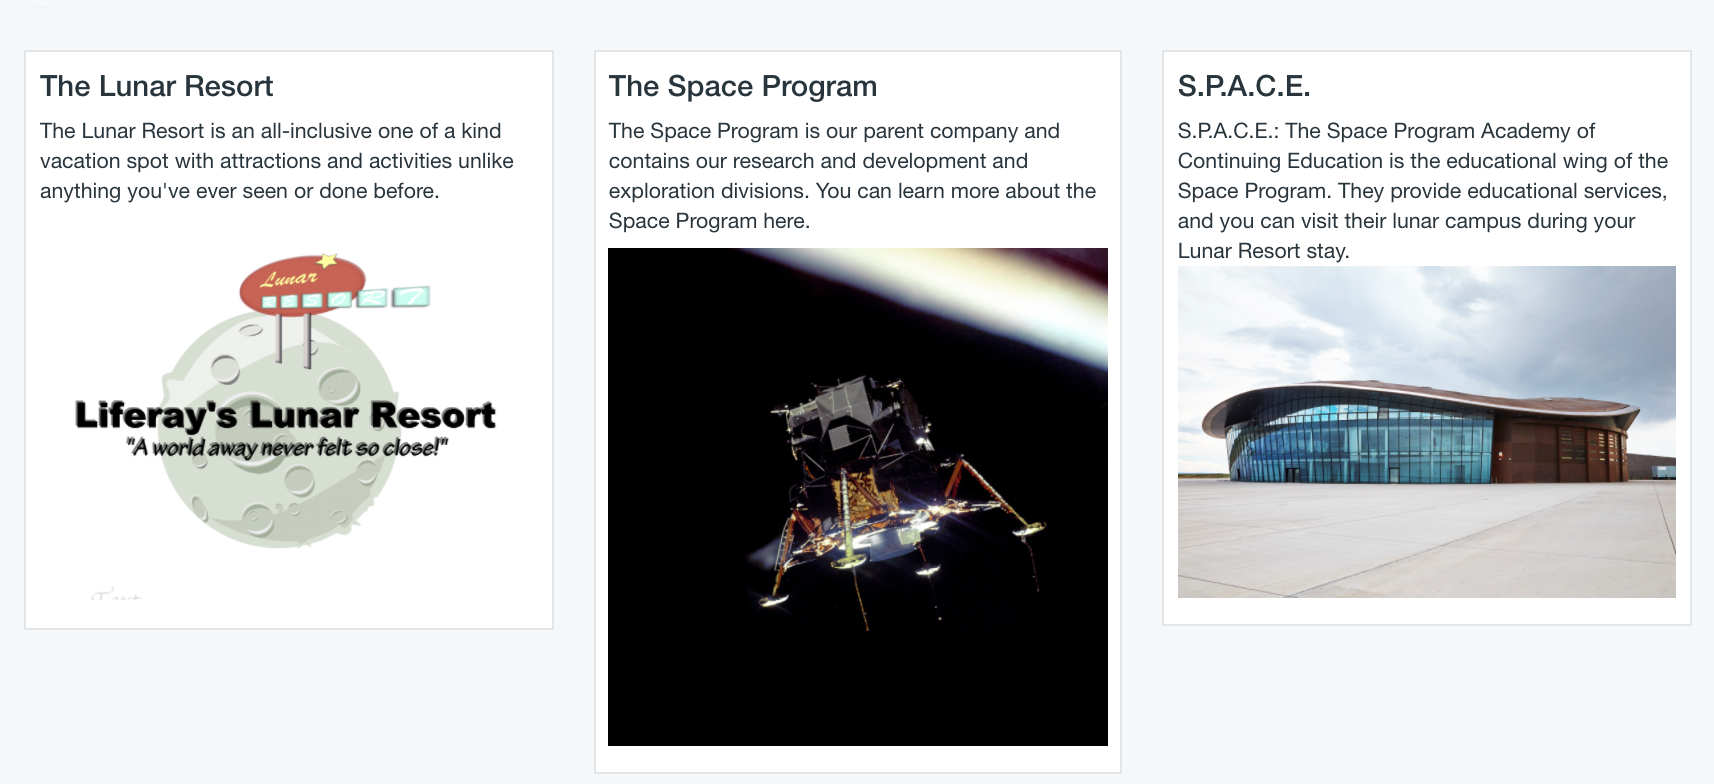 The Lunar Resort
The Lunar Resort is an all-inclusive one of a kind
vacation spot with attractions and activities unlike
anything you've ever seen or done before.
Lunar
RESORT
Liferay's Lunar Resort
"A world away never felt so close!"
The Space Program
The Space Program is our parent company and
contains our research and development and
exploration divisions. You can learn more about the
Space Program here.
S.P.A.C.E.
S.P.A.C.E.: The Space Program Academy of
Continuing Education is the educational wing of the
Space Program. They provide educational services,
and you can visit their lunar campus during your
Lunar Resort stay.